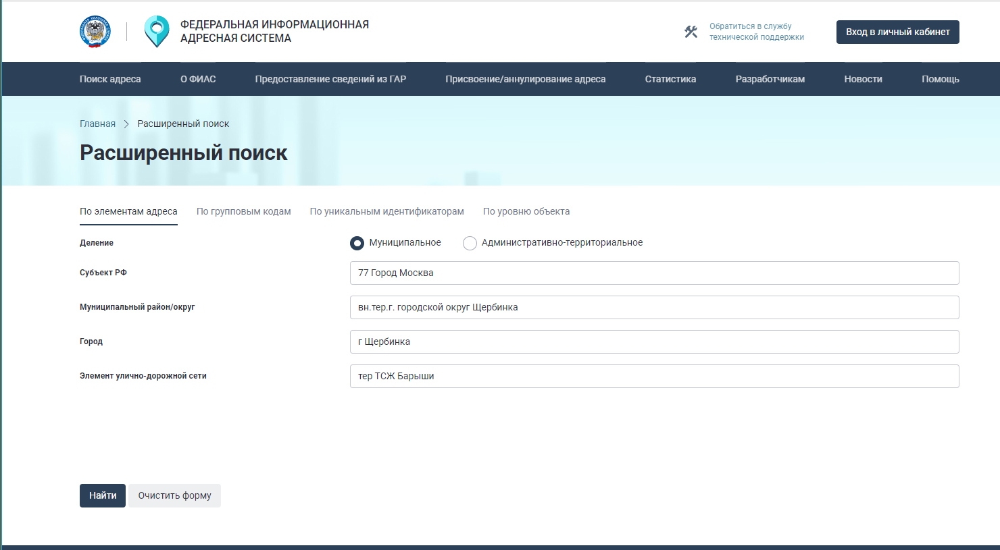 ФЕДЕРАЛЬНАЯ ИНФОРМАЦИОННАЯ
АДРЕСНАЯ СИСТЕМА
Обратиться в службу
технической поддержки
Вход в личный кабинет
Поиск адреса
О ФИАС
Предоставление сведений из ГАР
Присвоение/аннулирование адреса
Статистика
Разработчикам
Новости
Помощь
Главная
Расширенный поиск
Расширенный поиск
По элементам адреса
По групповым кодам
По уникальным идентификаторам
По уровню объекта
Деление
Муниципальное
Административно-территориальное
Субъект РФ
77 Город Москва
Муниципальный район/округ
вн.тер.г. городской округ Щербинка
Город
г Щербинка
Элемент улично-дорожной сети
тер ТСЖ Барыши
Найти
Очистить форму